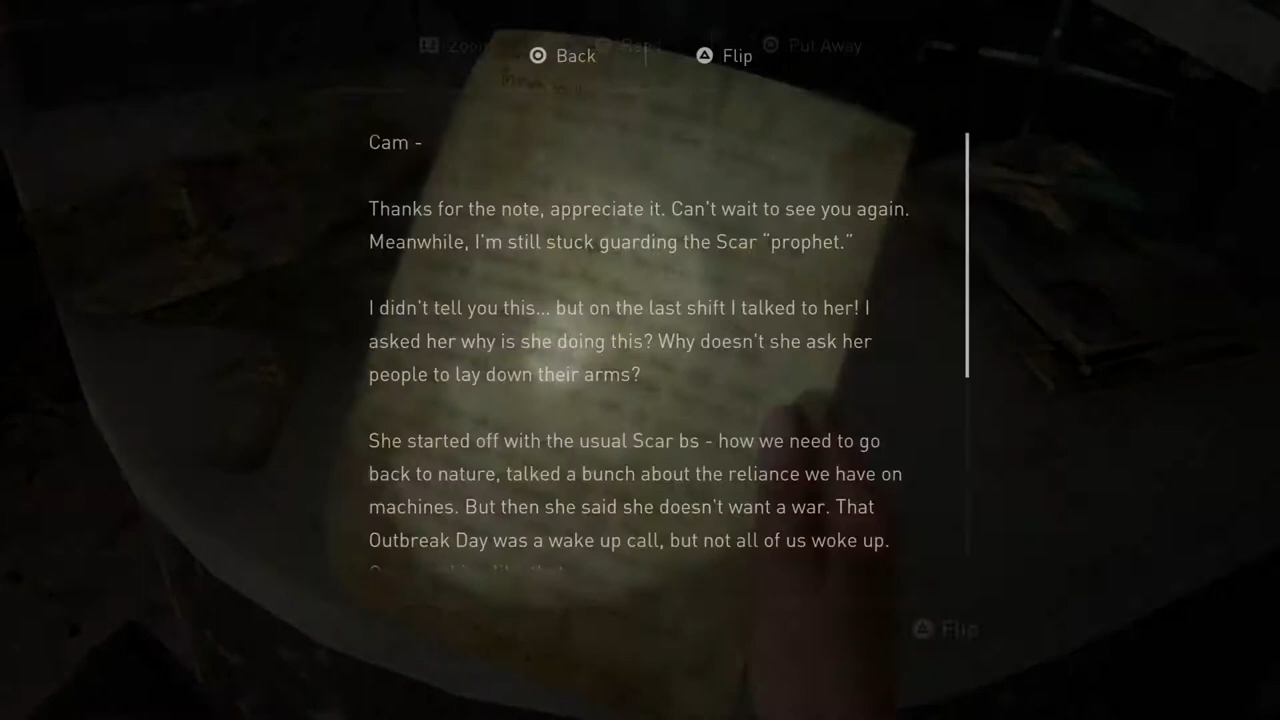 Back
Flip
Put Away
Cam -
Thanks for the note, appreciate it. Can't wait to see you again.
Meanwhile, I'm still stuck guarding the Scar “prophet.”
I didn't tell you this... but on the last shift I talked to her! I
asked her why is she doing this? Why doesn't she ask her
people to lay down their arms?
She started off with the usual Scar bs - how we need to go
back to nature, talked a bunch about the reliance we have on
machines. But then she said she doesn't want a war. That
Outbreak Day was a wake up call, but not all of us woke up.
Flip